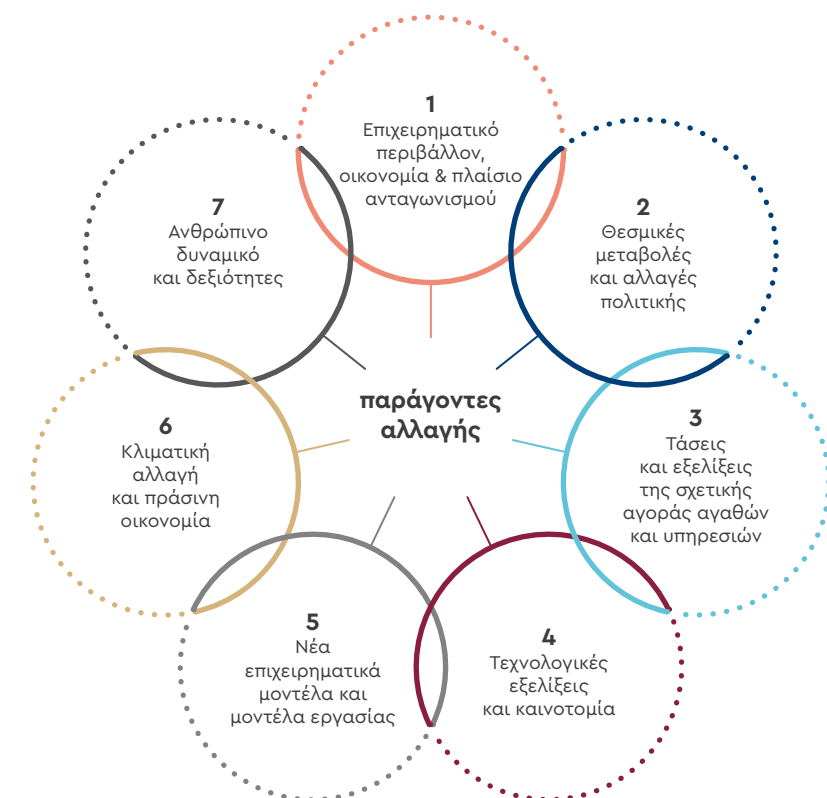 1
Επιχειρηματικό
περιβάλλον,
οικονομία & πλαίσιο
ανταγωνισμού
2
Θεσμικές
μεταβολές
και αλλαγές
πολιτικής
3
Τάσεις
και εξελίξεις
της σχετικής
αγοράς αγαθών
και υπηρεσιών
4
Τεχνολογικές
εξελίξεις
και καινοτομία
5
Νέα
επιχειρηματικά
μοντέλα και
μοντέλα εργασίας
6
Κλιματική
αλλαγή
και πράσινη
οικονομία
7
Ανθρώπινο
δυναμικό
και δεξιότητες
παράγοντες
αλλαγής